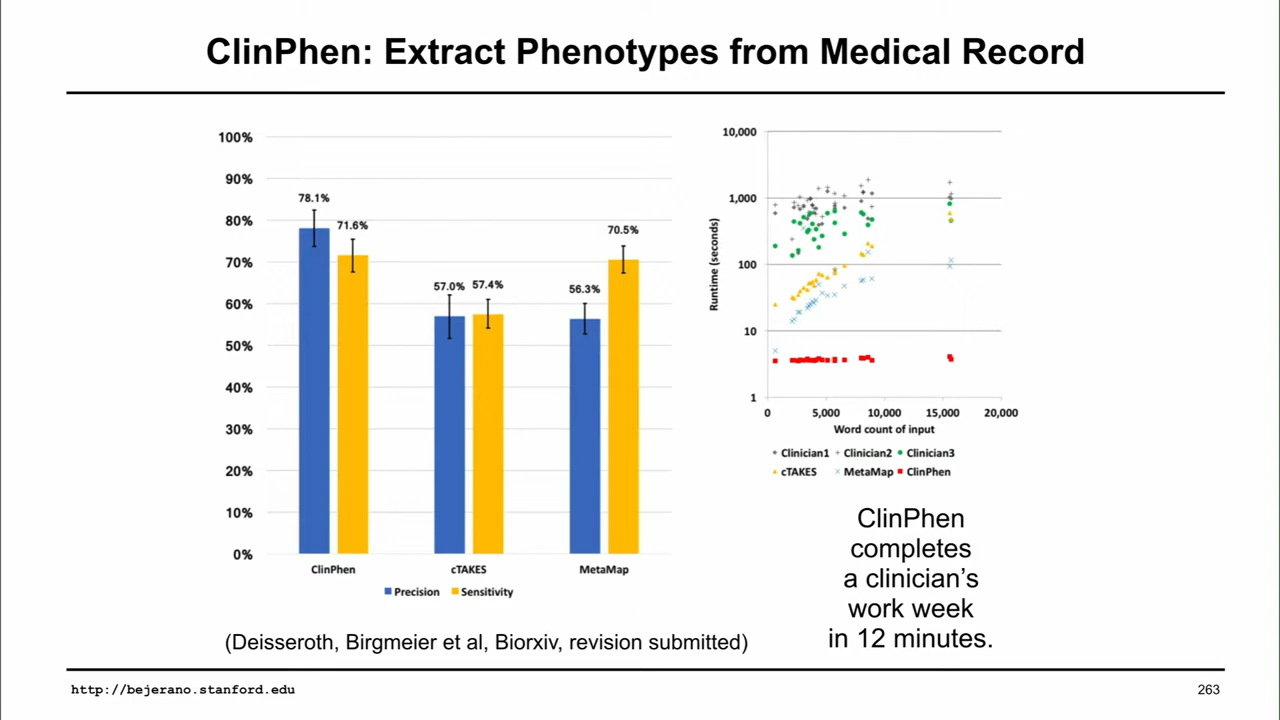 ClinPhen: Extract Phenotypes from Medical Record
100%
90%
80%
70%
60%
50%
40%
30%
20%
10%
0%
78.1%
71.6%
57.0%
57.4%
56.3%
70.5%
ClinPhen
cTAKES
MetaMap
Precision
Sensitivity
Runtime (seconds)
10,000
1,000
100
10
1
0
5,000
10,000
15,000
20,000
Word count of input
Clinician1
Clinician2
Clinician3
cTAKES
MetaMap
ClinPhen
ClinPhen
completes
a clinician's
work week
in 12 minutes.
(Deisseroth, Birgmeier et al, Biorxiv, revision submitted)
http://bejerano.stanford.edu
263